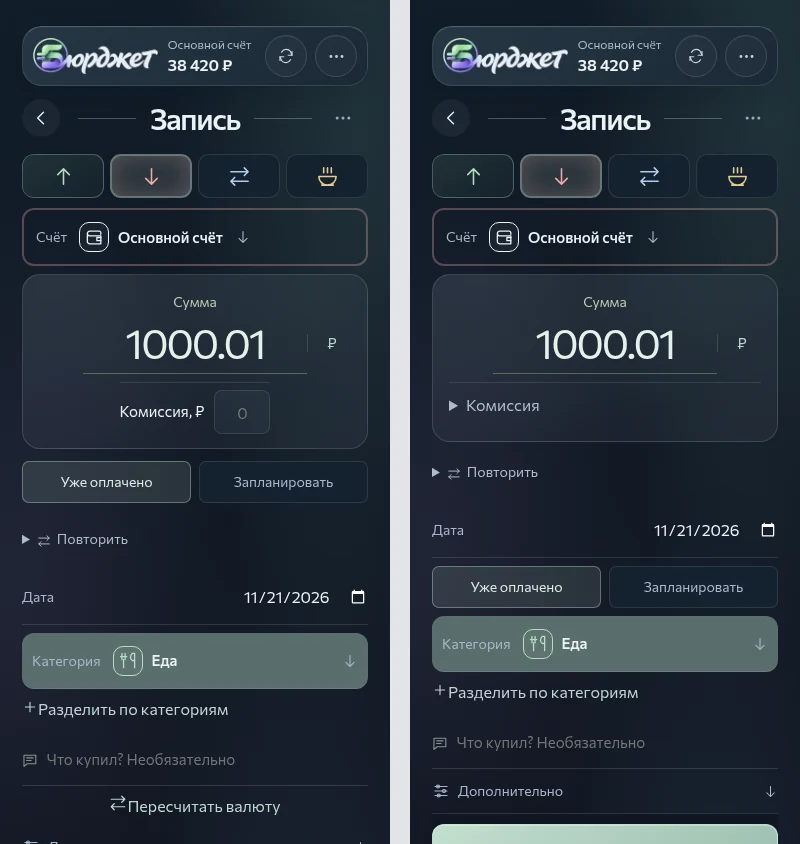 Бюрджет
Основной счёт
38 420 ₽
Запись
Счёт Основной счёт
Сумма
1000.01 ₽
Комиссия, ₽ 0
Уже оплачено Запланировать
Повторить
Дата 11/21/2026
Категория Еда
Разделить по категориям
Что купил? Необязательно
Пересчитать валюту
Бюрджет
Основной счёт
38 420 ₽
Запись
Счёт Основной счёт
Сумма
1000.01 ₽
Комиссия
Повторить
Дата 11/21/2026
Уже оплачено Запланировать
Категория Еда
Разделить по категориям
Что купил? Необязательно
Дополнительно